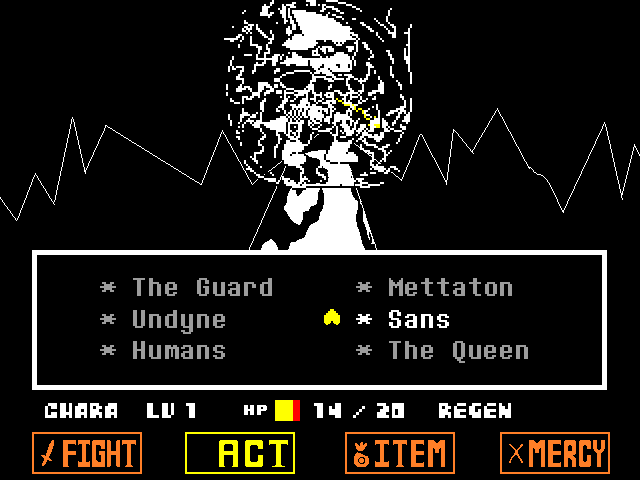 * The Guard * Mettaton
* Undyne * Sans
* Humans * The Queen
CHARA LV 1 HP 14 / 20 REGEN
FIGHT ACT ITEM MERCY